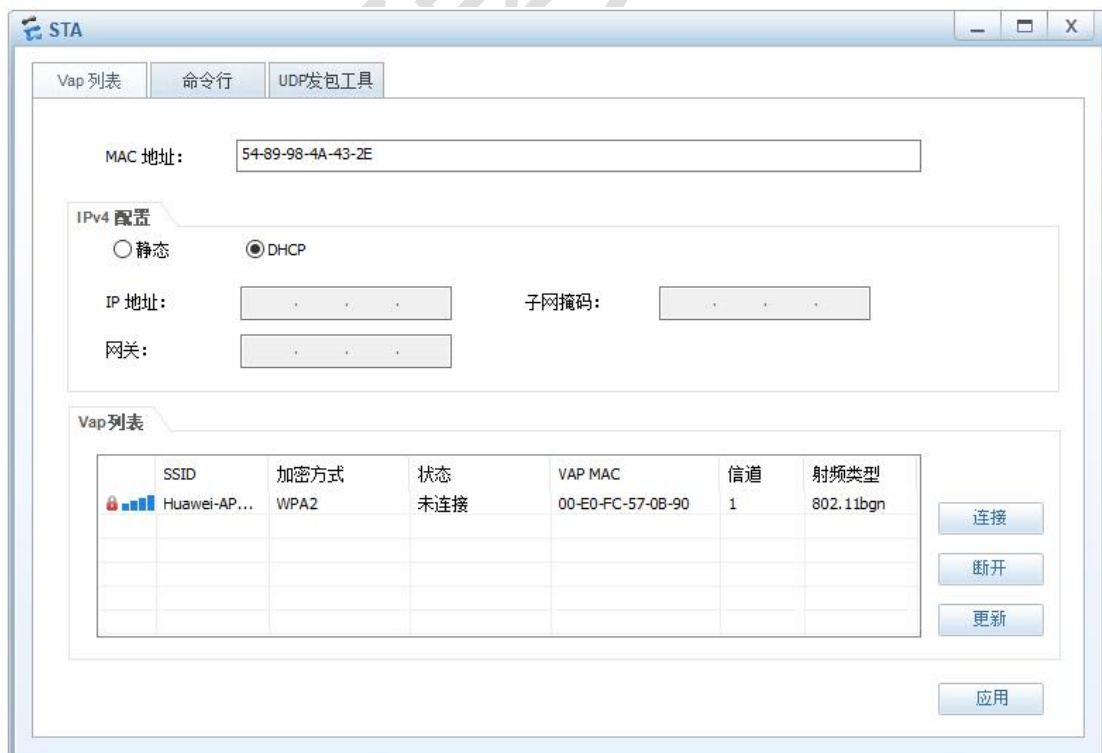 STA
Vap 列表 命令行 UDP发包工具
MAC 地址: 54-89-98-4A-43-2E
IPv4 配置
静态 DHCP
IP 地址: 子网掩码:
网关:
Vap列表
SSID 加密方式 状态 VAP MAC 信道 射频类型
Huawei-AP... WPA2 未连接 00-E0-FC-57-0B-90 1 802.11bgn
连接
断开
更新
应用